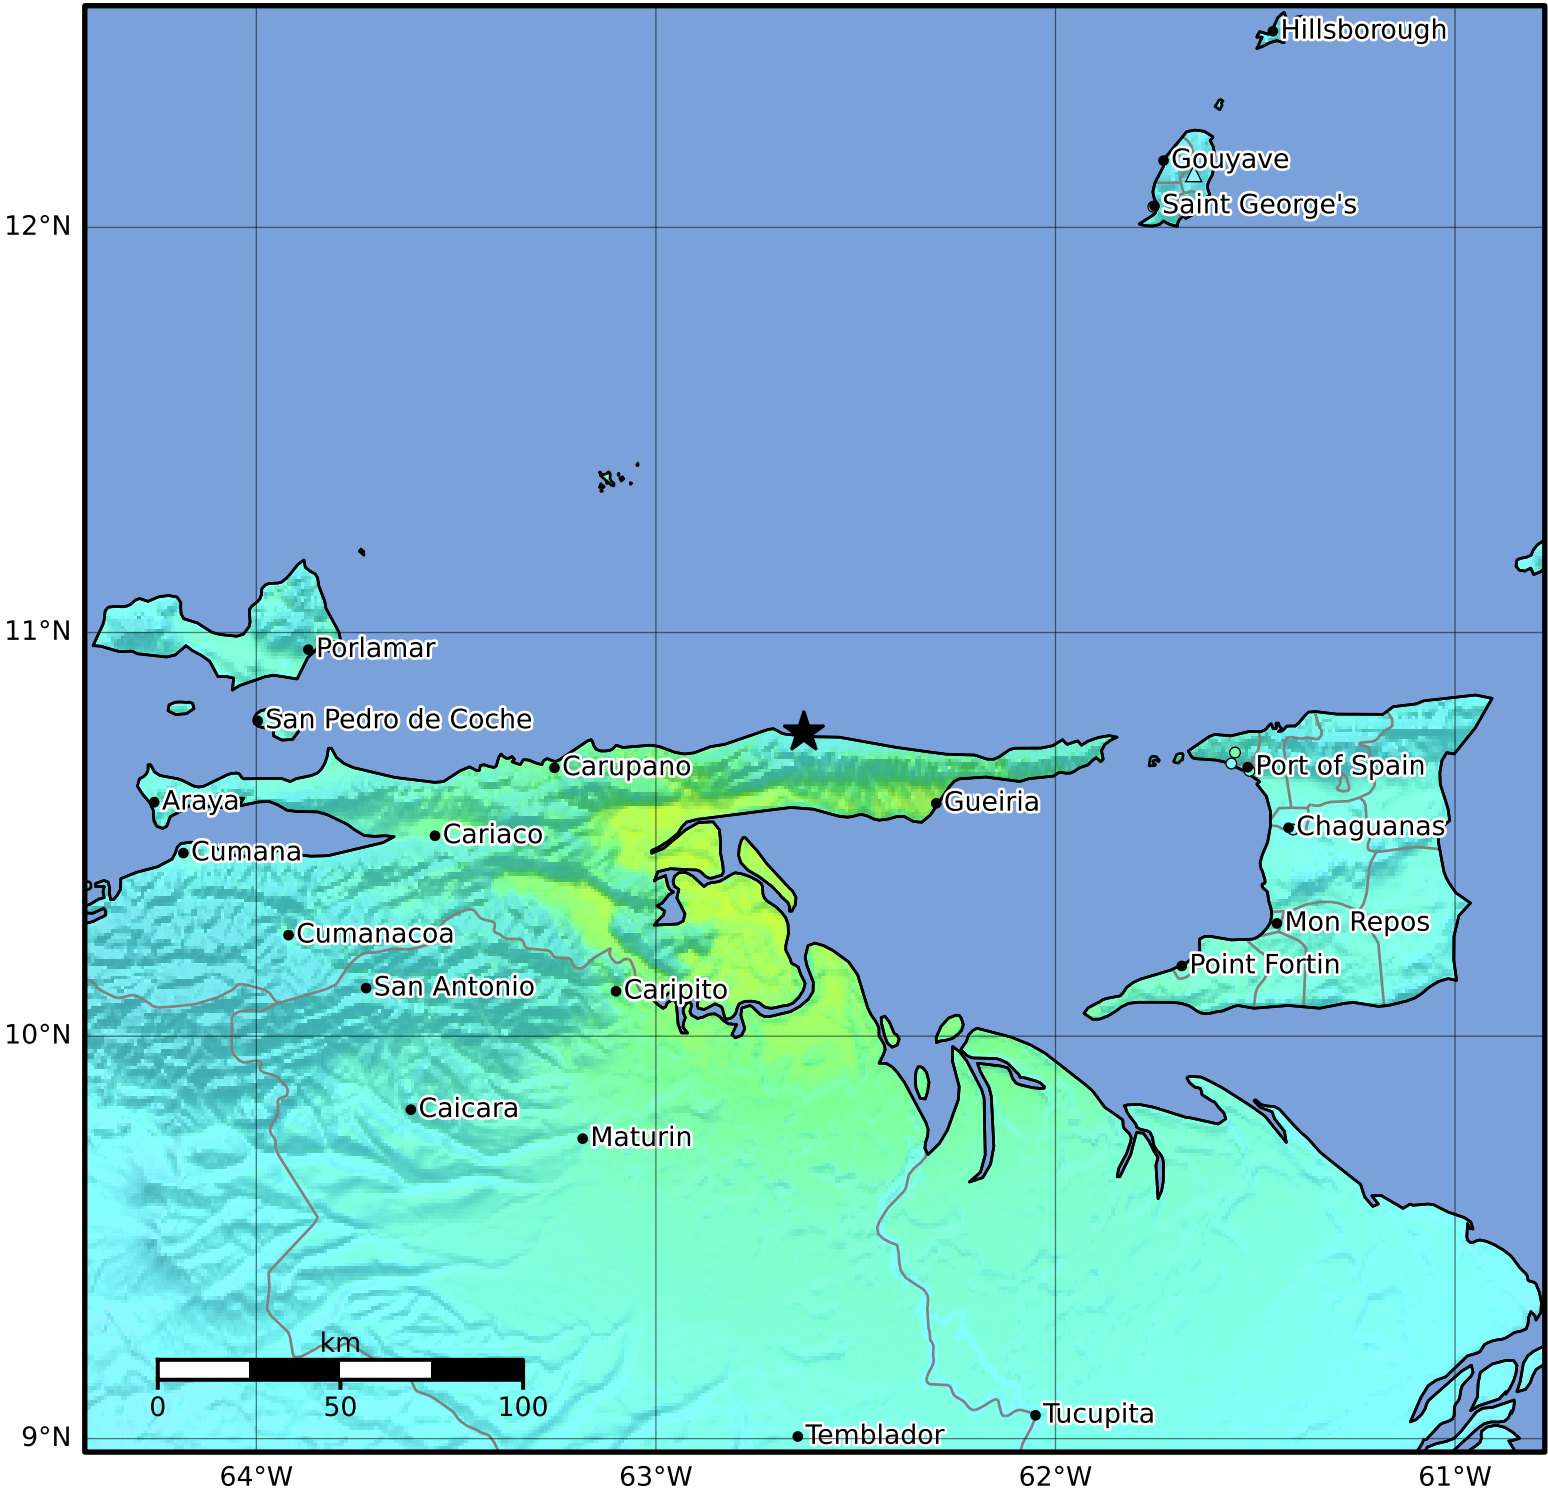 Hillsborough
Gouyave
Saint George's
12°N
11°N
Porlamar
San Pedro de Coche
Carupano
Port of Spain
Araya
Gueiria
Cariaco
Chaguanas
Cumana
Mon Repos
Cumanacoa
Point Fortin
San Antonio
Caripito
10°N
Caicara
Maturin
km
0 50 100
Tucupita
9°N
Temblador
64°W 63°W 62°W 61°W